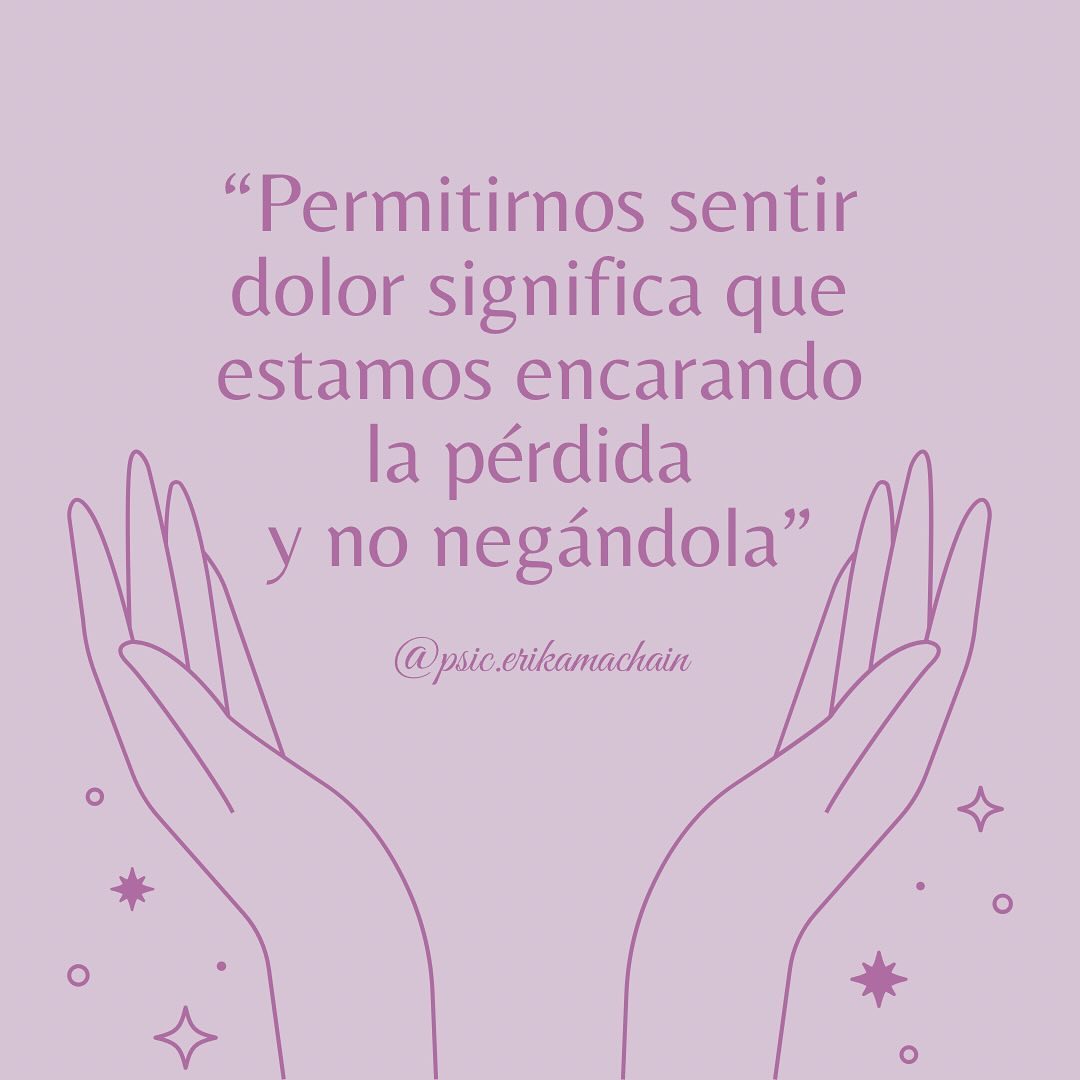 “Permitirnos sentir
dolor significa que
estamos encarando
la pérdida
y no negándola”
@psic.erikamachain